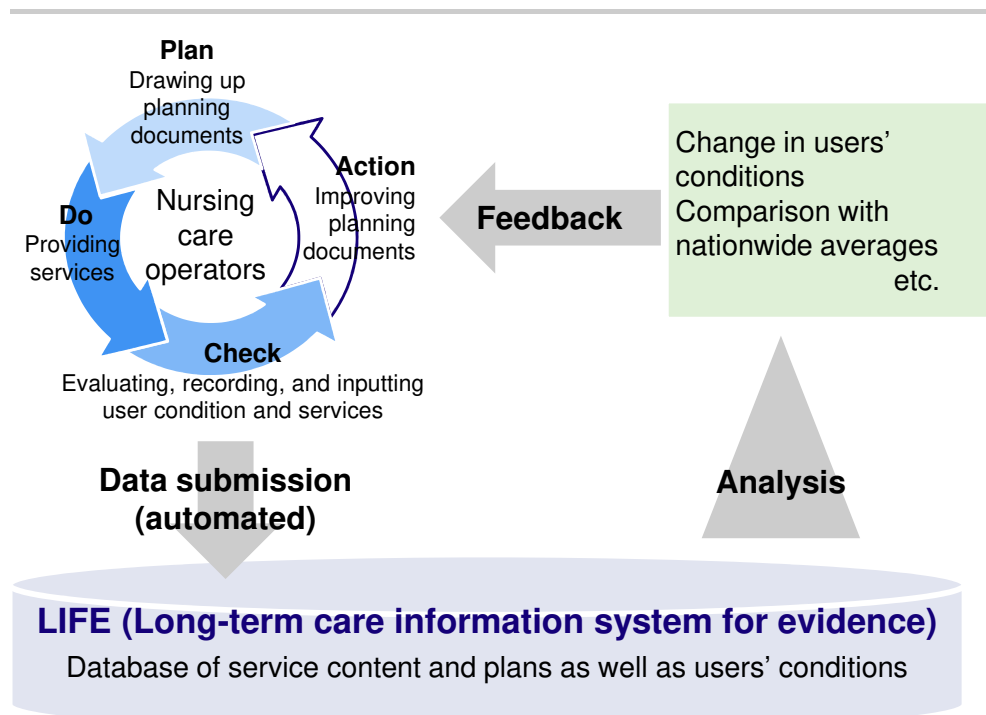 Plan
Drawing up
planning
documents
Do
Providing
services
Nursing
care
operators
Action
Improving
planning
documents
Check
Evaluating, recording, and inputting
user condition and services
Feedback
Change in users’
conditions
Comparison with
nationwide averages
etc.
Data submission
(automated)
Analysis
LIFE (Long-term care information system for evidence)
Database of service content and plans as well as users’ conditions